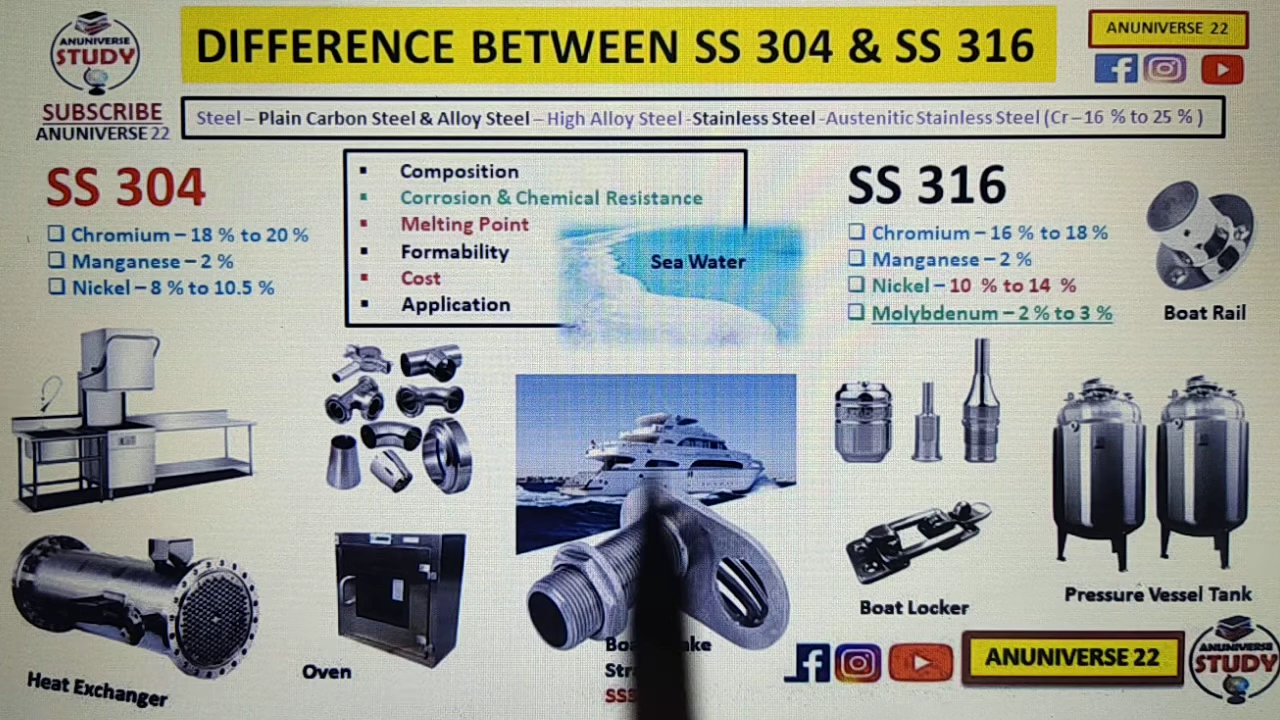 ANUNIVERSE
STUDY
SUBSCRIBE
ANUNIVERSE 22
DIFFERENCE BETWEEN SS 304 & SS 316
ANUNIVERSE 22
Steel – Plain Carbon Steel & Alloy Steel – High Alloy Steel -Stainless Steel -Austenitic Stainless Steel (Cr – 16 % to 25 % )
SS 304
❑ Chromium – 18 % to 20 %
❑ Manganese – 2 %
❑ Nickel – 8 % to 10.5 %
▪ Composition
▪ Corrosion & Chemical Resistance
▪ Melting Point
▪ Formability
▪ Cost
▪ Application
Sea Water
SS 316
❑ Chromium – 16 % to 18 %
❑ Manganese – 2 %
❑ Nickel – 10 % to 14 %
❑ Molybdenum – 2 % to 3 %
Boat Rail
Heat Exchanger
Oven
Boat Locker
Pressure Vessel Tank
ANUNIVERSE 22
ANUNIVERSE
STUDY